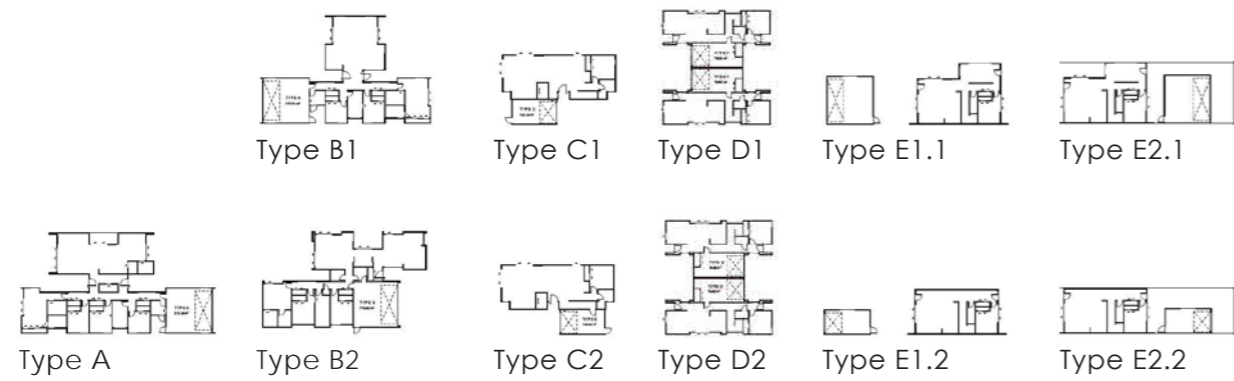 Type B1
Type C1
Type D1
Type E1.1
Type E2.1
Type A
Type B2
Type C2
Type D2
Type E1.2
Type E2.2